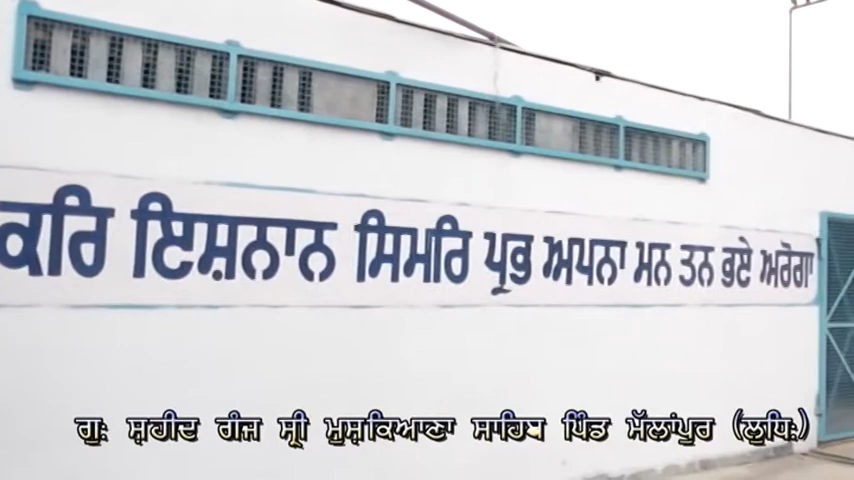 ਕਰਿ ਇਸ਼ਨਾਨ ਸਿਮਰਿ ਪ੍ਰਭ ਅਪਨਾ ਮਨ ਤਨ ਭਏ ਅਰੋਗਾ
ਗੁ: ਸ਼ਹੀਦ ਗੰਜ ਸ੍ਰੀ ਮੁਸ਼ਕਿਆਣਾ ਸਾਹਿਬ ਪਿੰਡ ਮੱਲਾਂਪੁਰ (ਲੁਧਿ:)